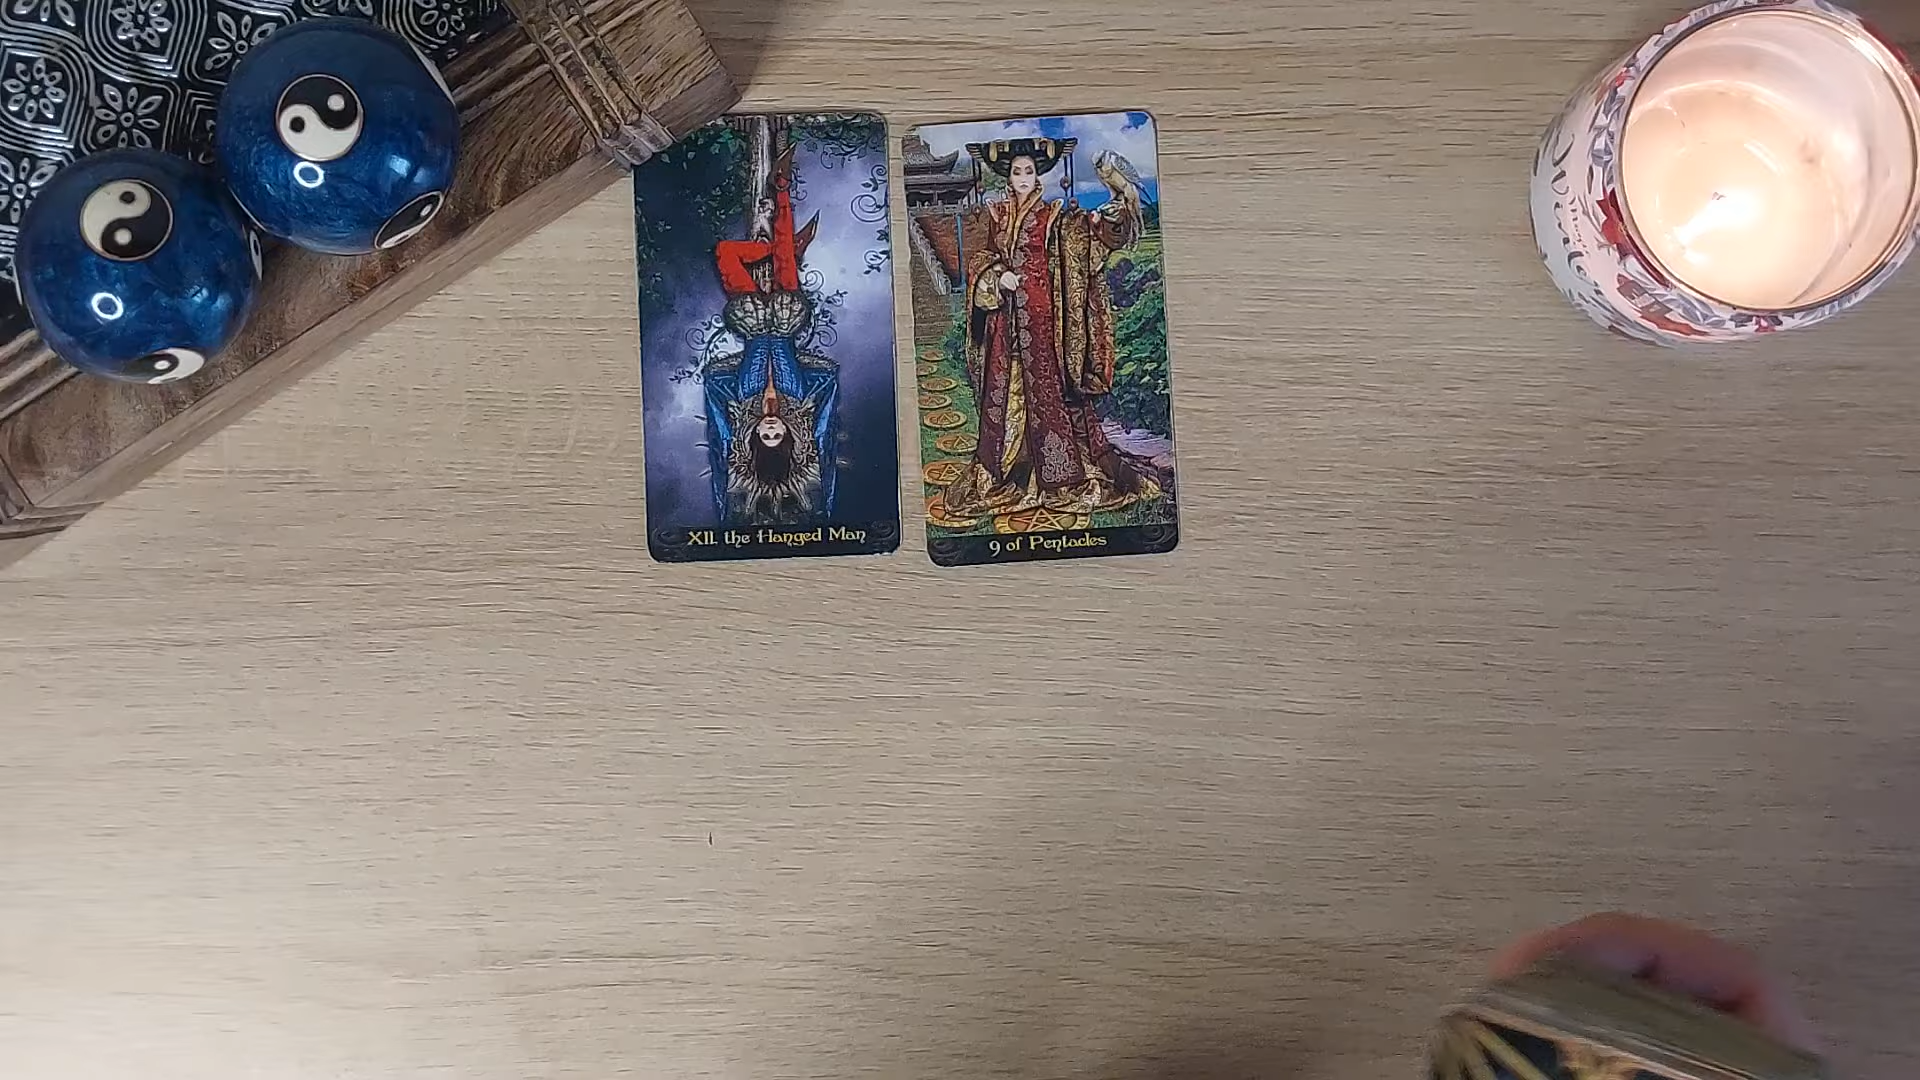 XII. the Hanged Man
9 of Pentacles